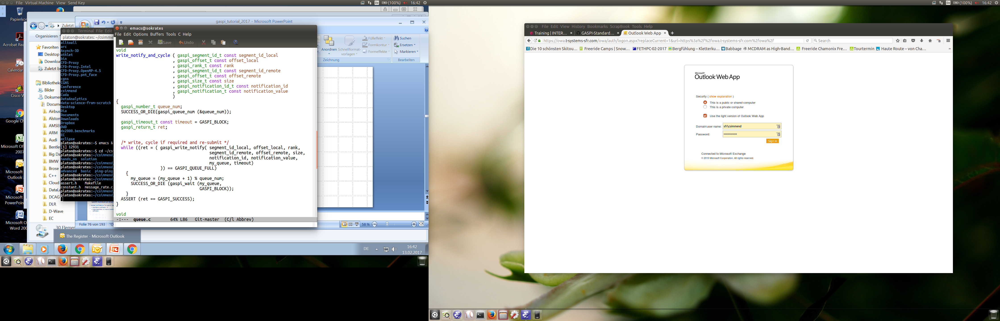 File Virtual Machine View Send Key
De (100%) 16:42
Papierko
Acrobat Rea
Calendar
Cisco V
Google Ch
Microsoft Of
2007
Microsoft
Outlook
Microsoft
PowerPoin
Microsoft O
Word 200
Zuletzt
Organisieren
Favoriten
Desktop
Downloa
Zuletzt be
Bibliotheke
Bilder
Dokumen
Docum
Airbus
Alston
AMSE
ARM
Audi
Bentle
Big Da
BMW
Brose
C++
Cloud
DataLa
DCAG
DLR
D-Wave
EC
30 Elemen
Terminal File Edit
platon@sokrates: ~/csimme
alltoall
arc
Asynch-3D
athlet
bin
CFD-Proxy
CFD-Proxy.Intel
CFD-Proxy.OpenMP-4.5
CFD-Proxy.pnt_face
cgns
CGNS
Conference
csimmend
Cuda
DataAnalytics
data-science-from-scratch
Desktop
Dia
Documents
Downloads
Dropbox
DWD
dx2000.benchmarks
EC
eclipse
platon@sokrates:~$ emacs &
[1] 12931
platon@sokrates:~$ cd ~/cs
platon@sokrates:~/csimmend
hands_on solution
platon@sokrates:~/csimmend
platon@sokrates:~/csimmend
advanced basic ping-ping
platon@sokrates:~/csimmend
platon@sokrates:~/csimmend
assert.h Makefile
constant.h message_rate.c
platon@sokrates:~/csimmend
platon@sokrates:~/csimmend
gaspi_tutorial_2017 - Microsoft PowerPoint
Anordnen
Schnellformat-
vorlagen
Fülleffekt
Formkontur
Formeffekte
Zeichnung
Suchen
Ersetzen
Markieren
Bearbeiten
Folie 76 von 193
58 %
emacs@sokrates
File Edit Options Buffers Tools C Help
Save Undo
void
write_notify_and_cycle ( gaspi_segment_id_t const segment_id_local
, gaspi_offset_t const offset_local
, gaspi_rank_t const rank
, gaspi_segment_id_t const segment_id_remote
, gaspi_offset_t const offset_remote
, gaspi_size_t const size
, gaspi_notification_id_t const notification_id
, gaspi_notification_t const notification_value
)
{
gaspi_number_t queue_num;
SUCCESS_OR_DIE(gaspi_queue_num (&queue_num));
gaspi_timeout_t const timeout = GASPI_BLOCK;
gaspi_return_t ret;
/* write, cycle if required and re-submit */
while ((ret = ( gaspi_write_notify( segment_id_local, offset_local, rank,
segment_id_remote, offset_remote, size,
notification_id, notification_value,
my_queue, timeout)
)) == GASPI_QUEUE_FULL)
{
my_queue = (my_queue + 1) % queue_num;
SUCCESS_OR_DIE (gaspi_wait (my_queue,
GASPI_BLOCK));
}
ASSERT (ret == GASPI_SUCCESS);
}
void
-:--- queue.c 64% L86 Git-master (C/l Abbrev)
The Register - Microsoft Outlook
DE
16:42
13.02.2017
De (100%) 16:42
File Edit View History Bookmarks ScrapBook Tools Help
Training | INTER...
GASPI-Standard...
Outlook Web App
https://owa.t-systems-sfr.com/owa/auth/logon.aspx?replaceCurrent=1&url=https%3a%2f%2fowa.t-systems-sfr.com%2fowa%2f
Search
Die 10 schönsten Skitou... Freeride Camps | Snow... FETHPC-02-2017 Bergfühlung – Kletterku... Babbage MCDRAM as High-Band... Freeride Chamonix Fre... Tourtermin Haute Route – von Cha...
Microsoft
Outlook Web App
Security ( show explanation )
This is a public or shared computer
This is a private computer
Use the light version of Outlook Web App
Domain\user name: sfr\csimmend
Password: ••••••••••••
Sign in
Connected to Microsoft Exchange
© 2010 Microsoft Corporation. All rights reserved.